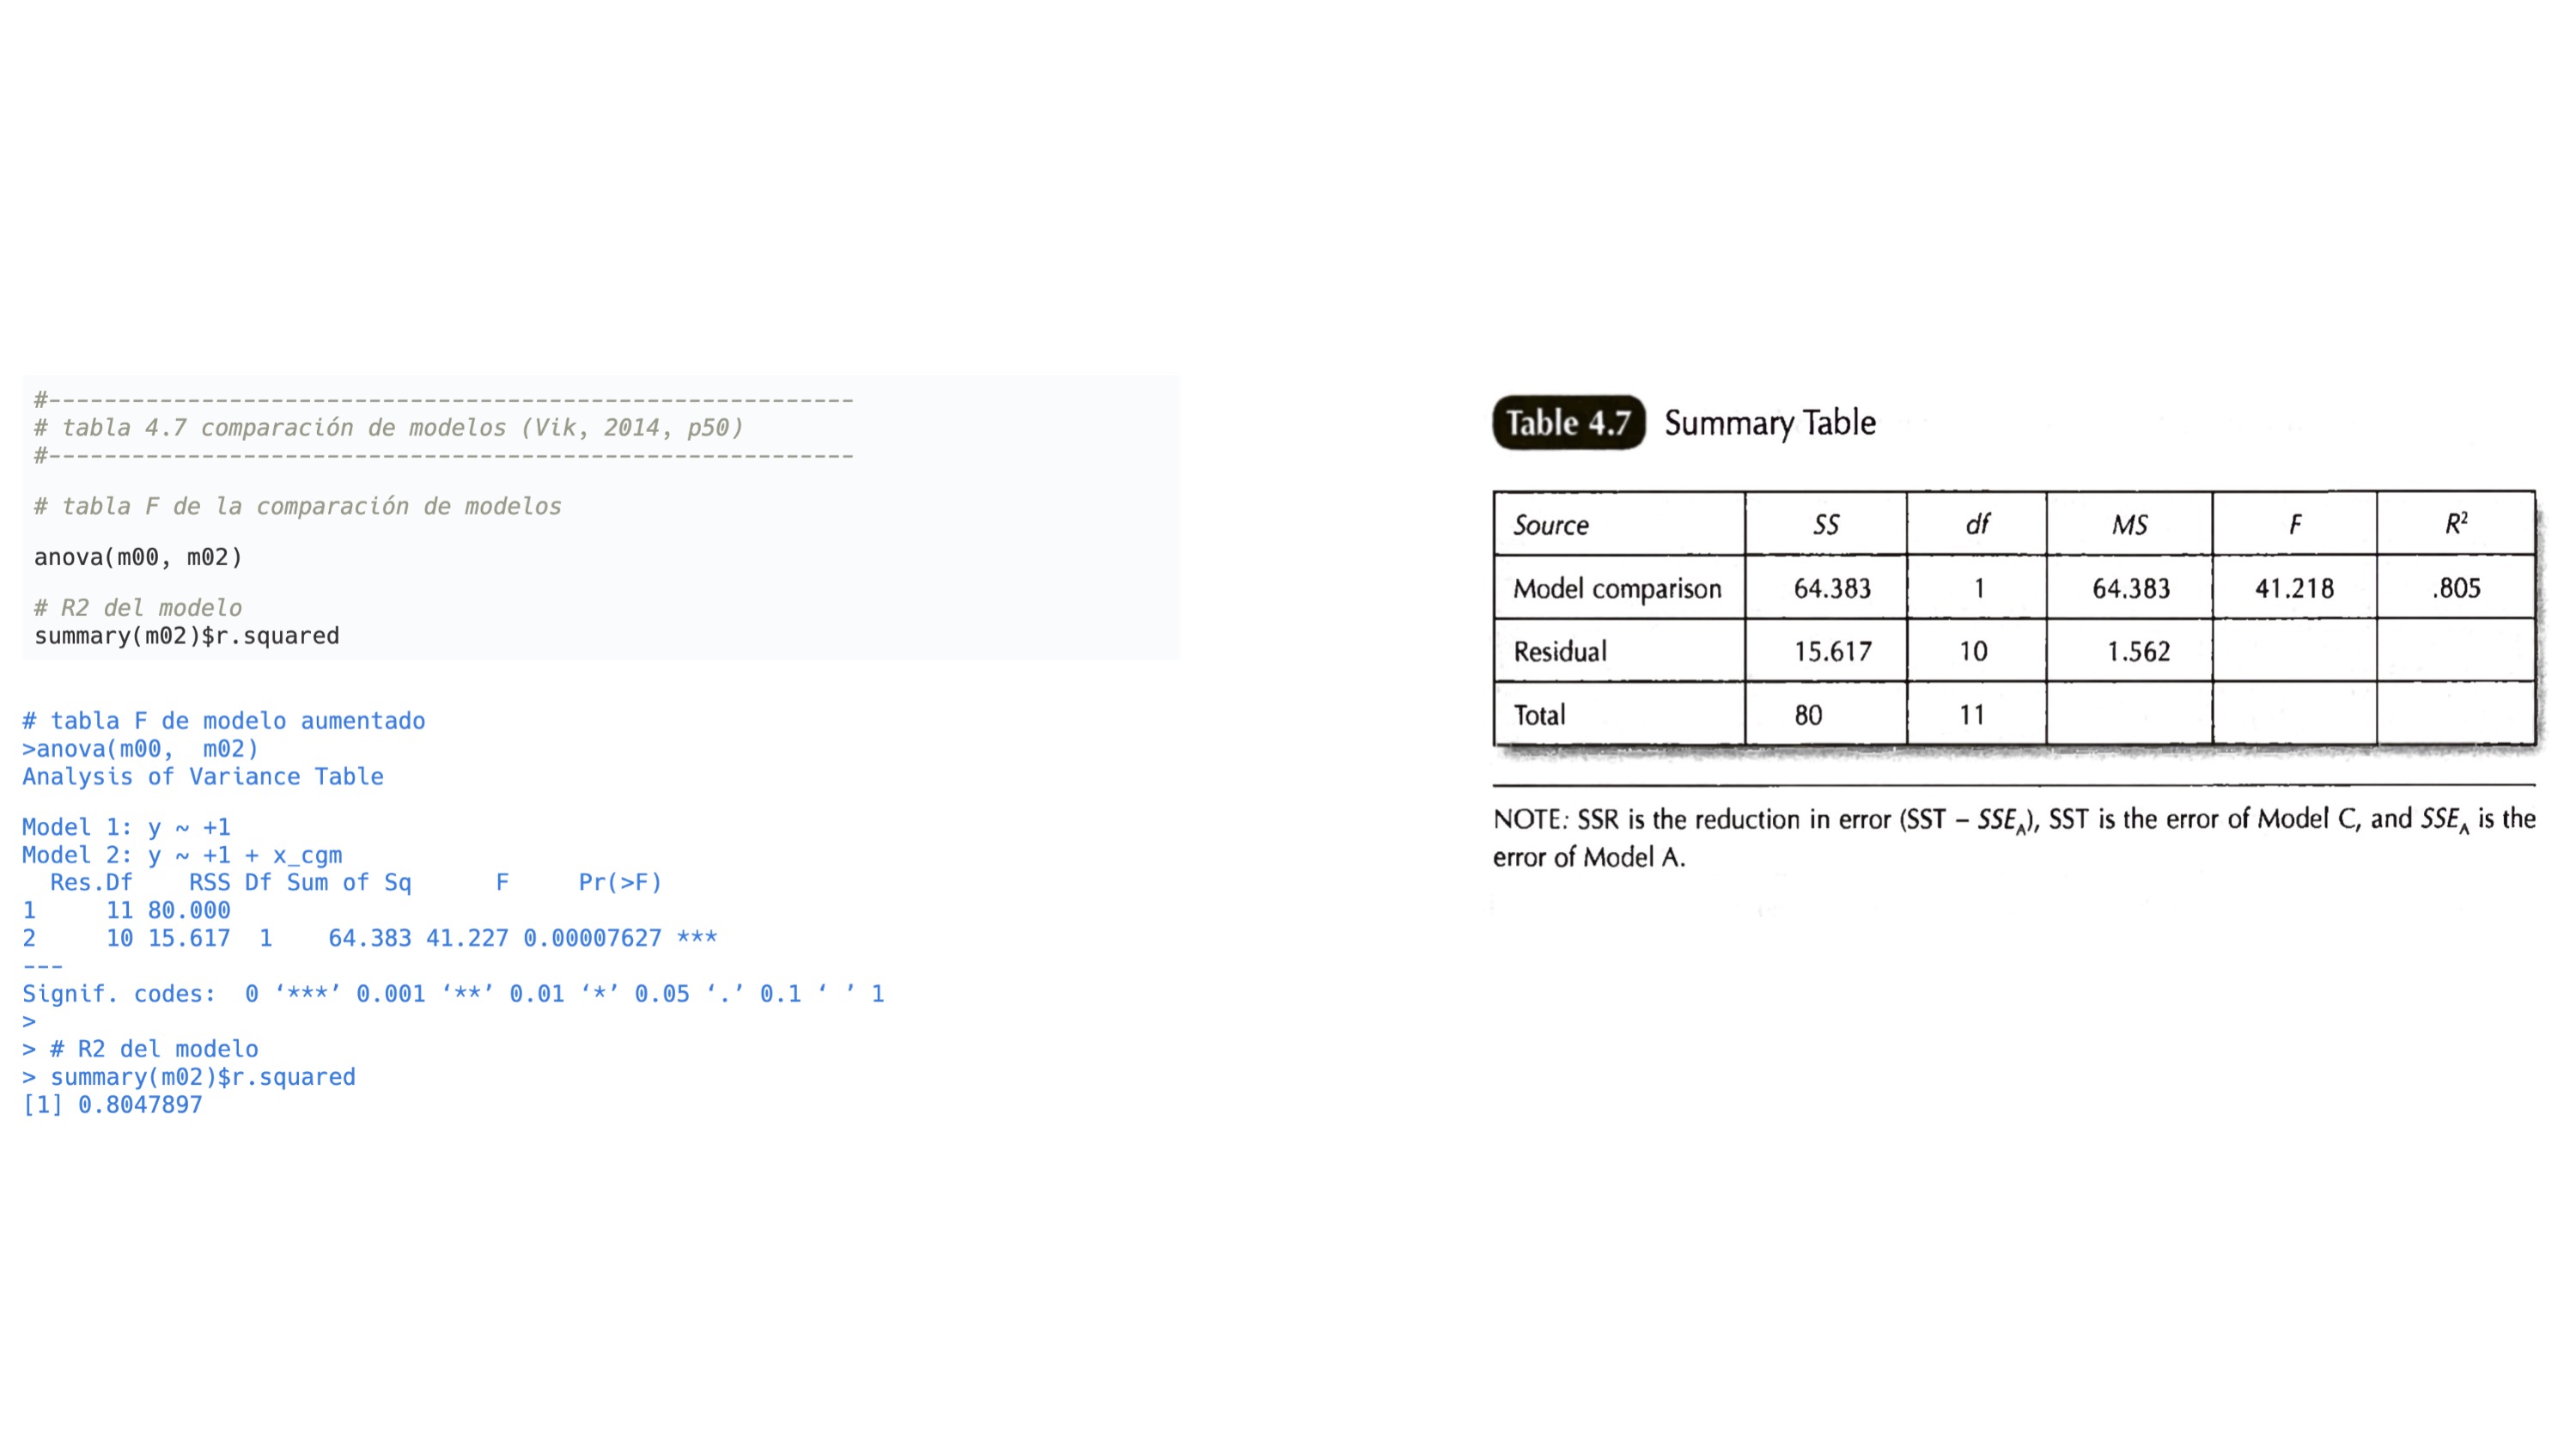 #----------------------------------------------------------
# tabla 4.7 comparación de modelos (Vik, 2014, p50)
#----------------------------------------------------------
# tabla F de la comparación de modelos
anova(m00, m02)
# R2 del modelo
summary(m02)$r.squared
# tabla F de modelo aumentado
>anova(m00,  m02)
Analysis of Variance Table
Model 1: y ~ +1
Model 2: y ~ +1 + x_cgm
  Res.Df    RSS Df Sum of Sq      F     Pr(>F)
1     11 80.000
2     10 15.617  1    64.383 41.227 0.00007627 ***
---
Signif. codes:  0 ‘***’ 0.001 ‘**’ 0.01 ‘*’ 0.05 ‘.’ 0.1 ‘ ’ 1
>
> # R2 del modelo
> summary(m02)$r.squared
[1] 0.8047897
Table 4.7 Summary Table
Source SS df MS F R²
Model comparison 64.383 1 64.383 41.218 .805
Residual 15.617 10 1.562
Total 80 11
NOTE: SSR is the reduction in error (SST – SSE_A), SST is the error of Model C, and SSE_A is the
error of Model A.